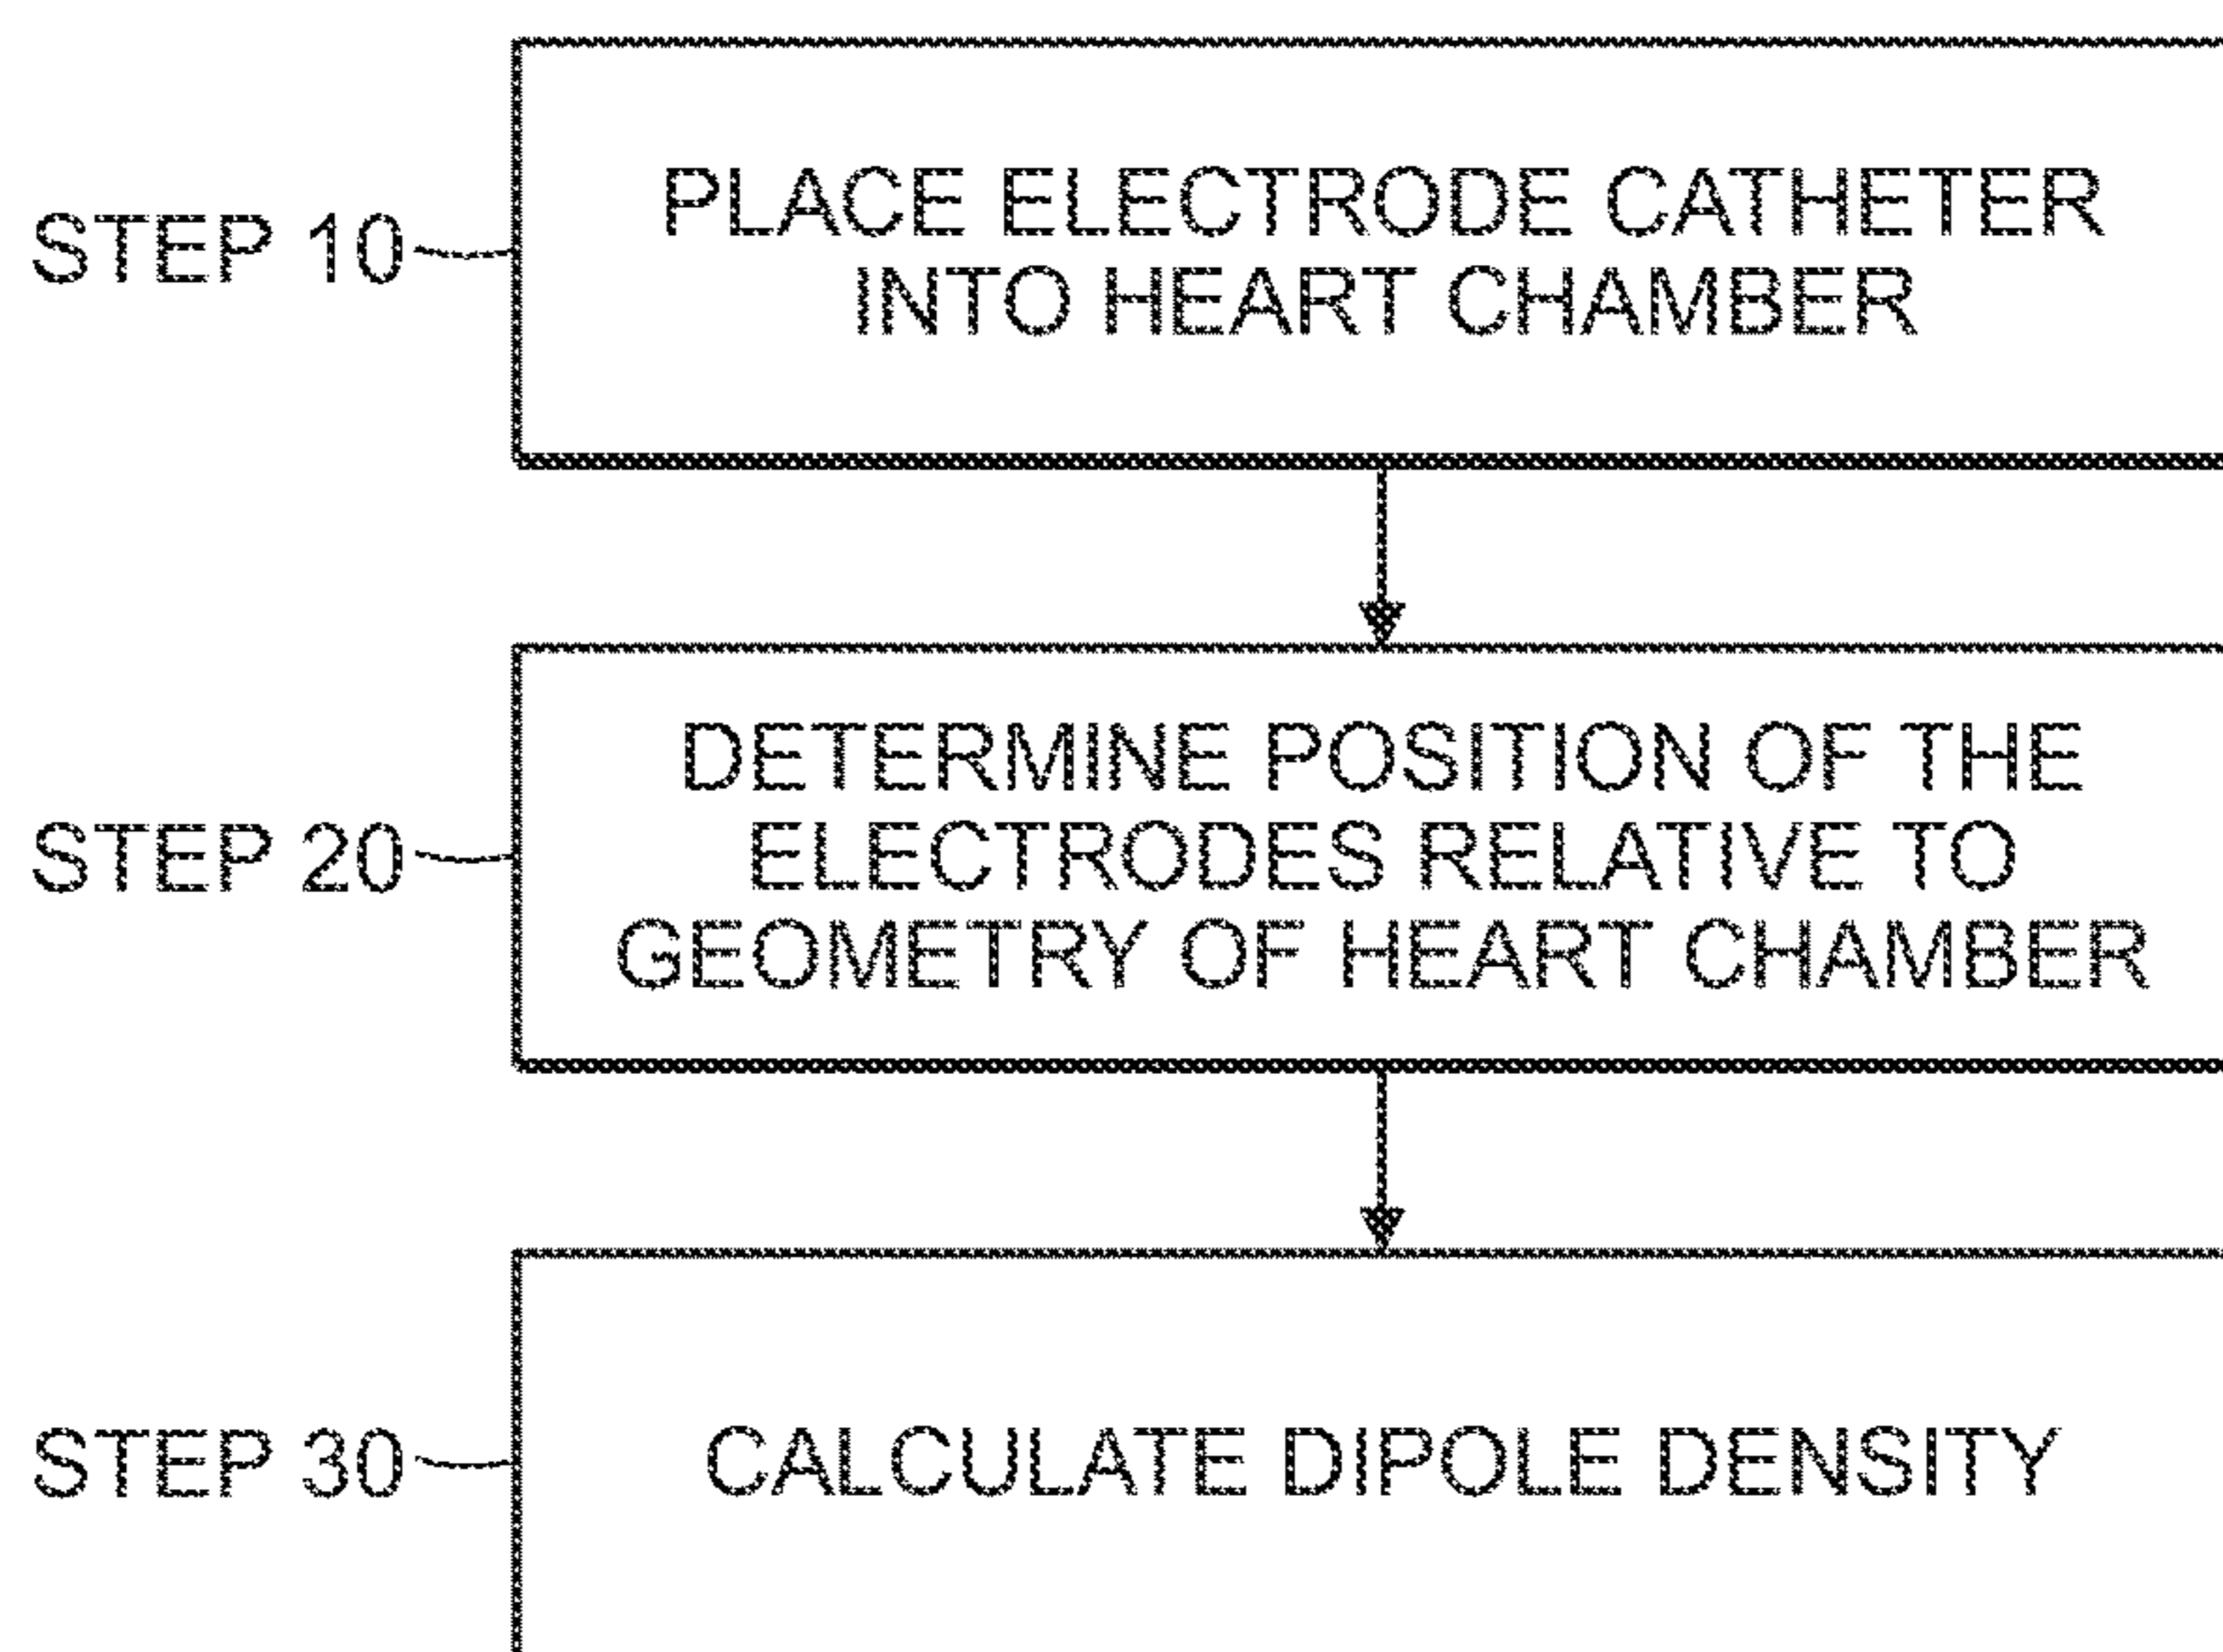 STEP 10
PLACE ELECTRODE CATHETER
INTO HEART CHAMBER
STEP 20
DETERMINE POSITION OF THE
ELECTRODES RELATIVE TO
GEOMETRY OF HEART CHAMBER
STEP 30
CALCULATE DIPOLE DENSITY